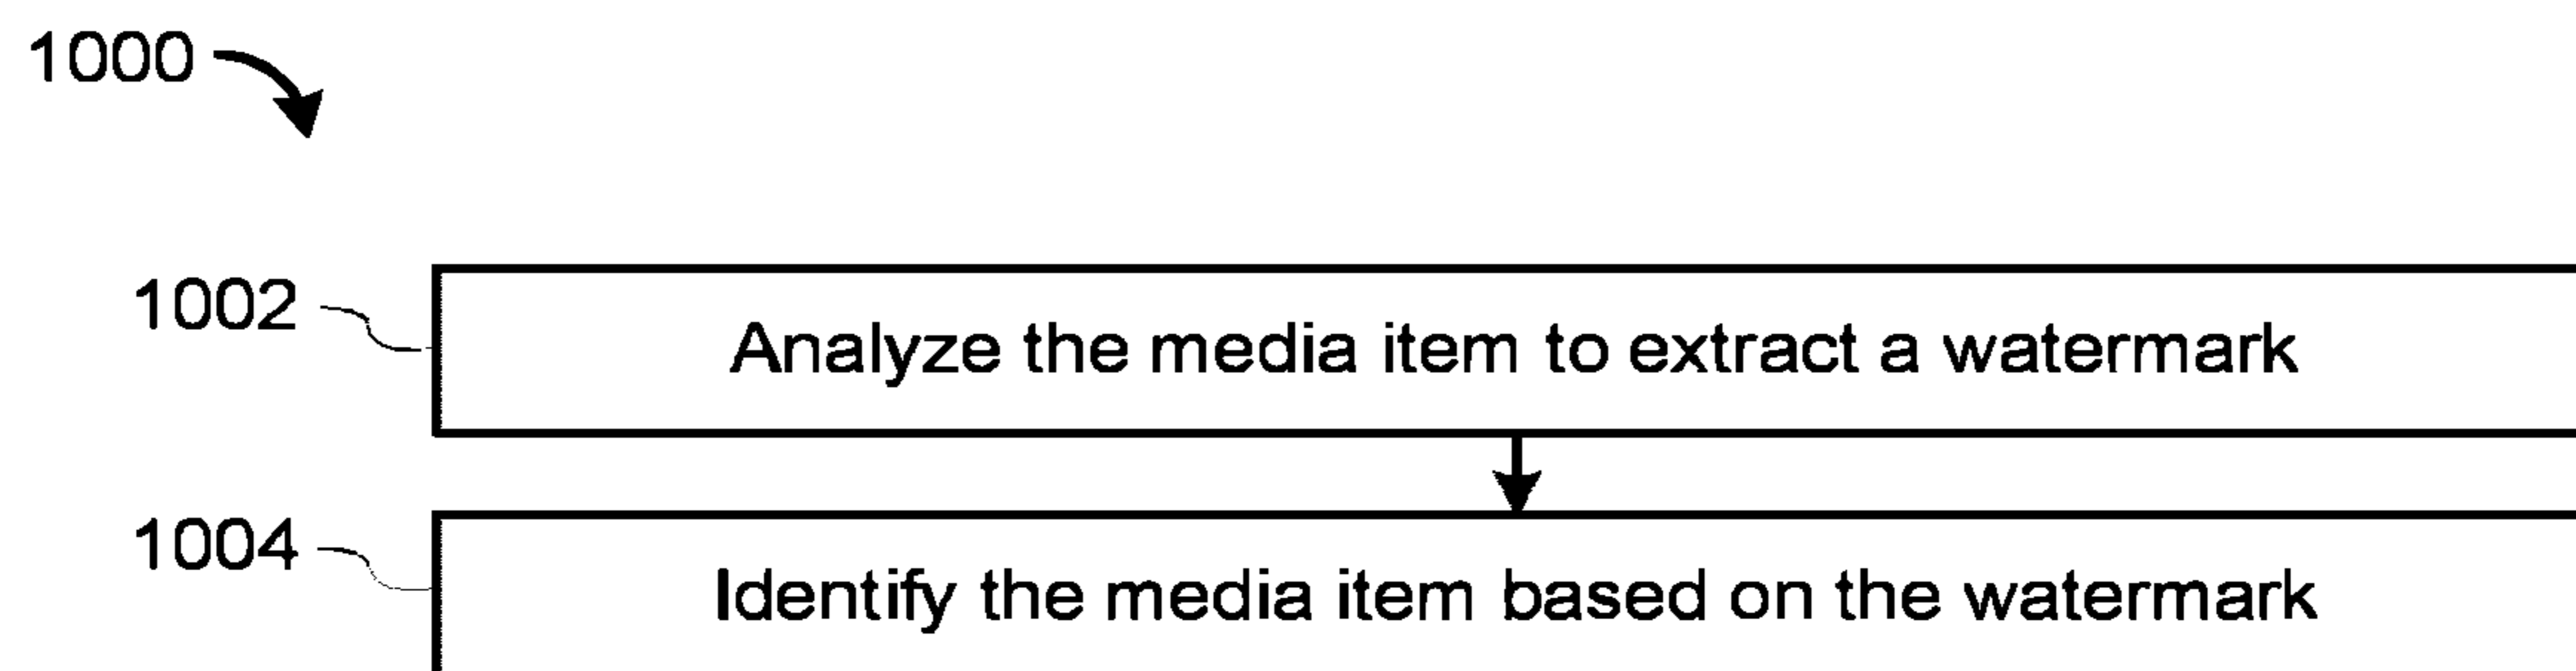 1000
1002
Analyze the media item to extract a watermark
1004
Identify the media item based on the watermark